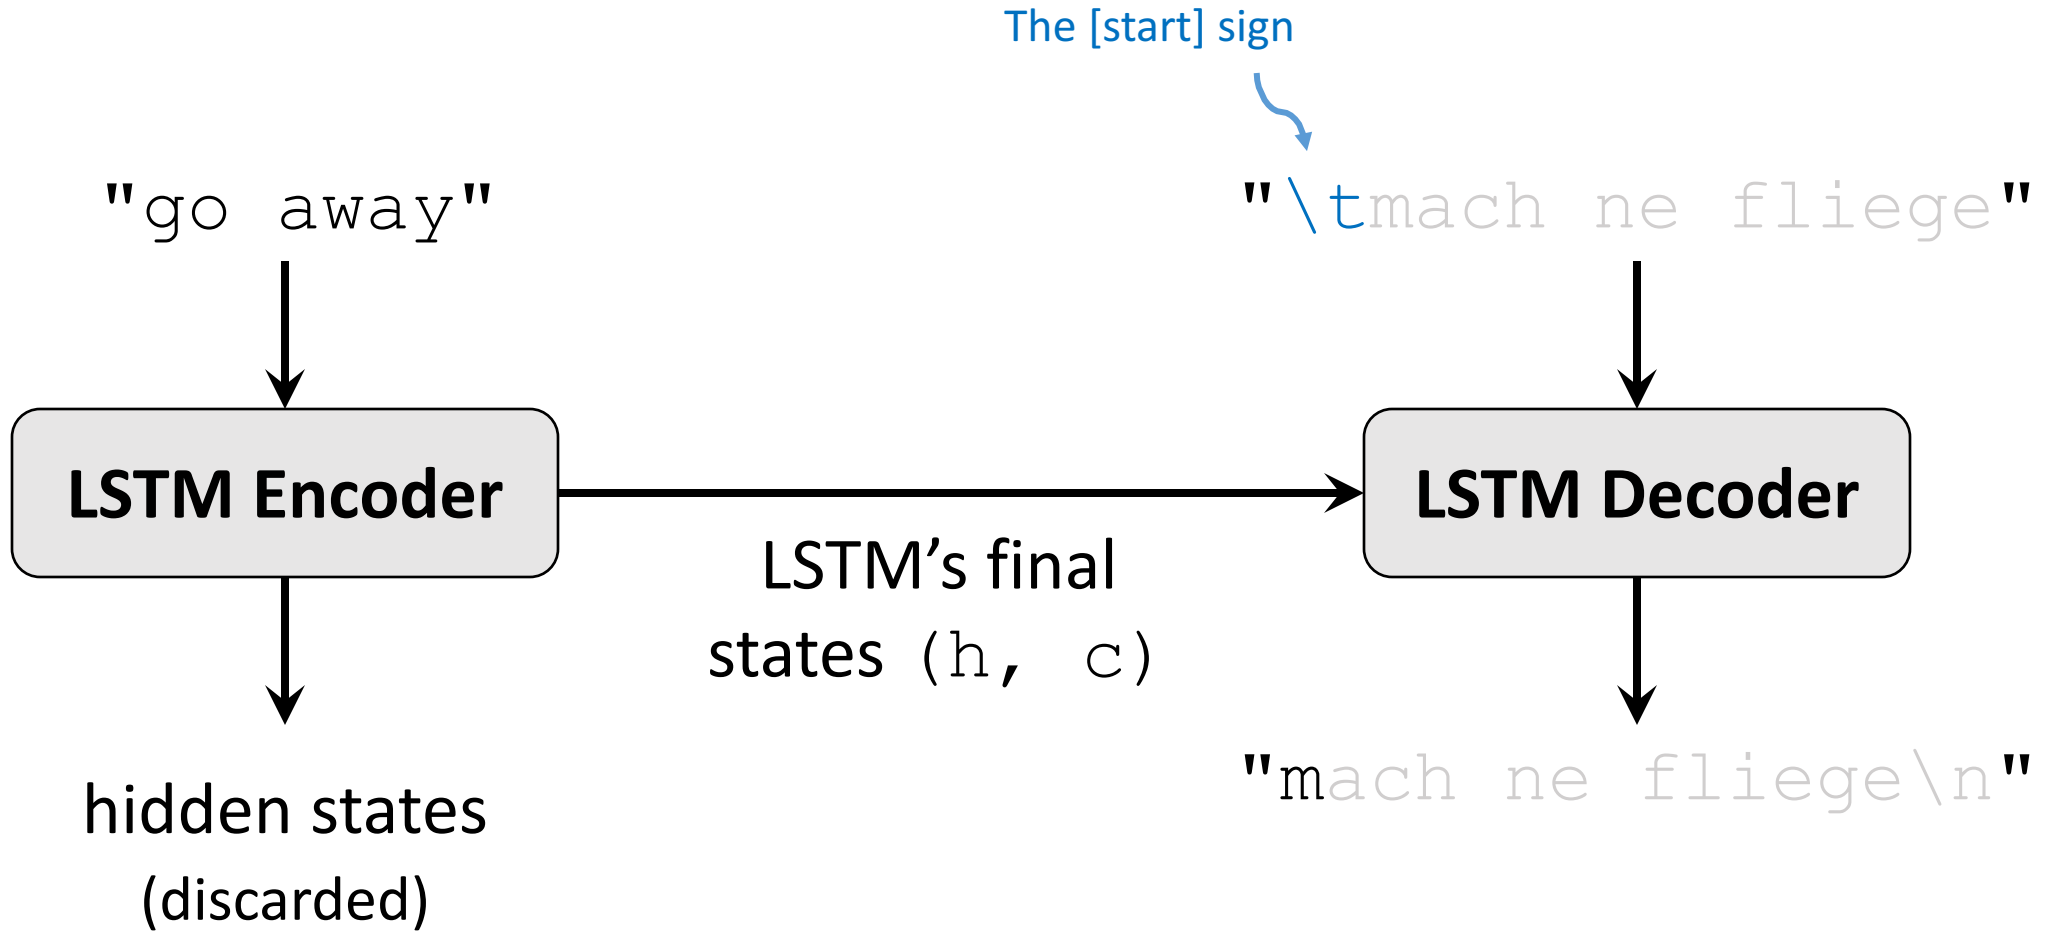 The [start] sign
"go away"
"\tmach ne fliege"
LSTM Encoder
LSTM Decoder
LSTM’s final
states (h, c)
"mach ne fliege\n"
hidden states
(discarded)